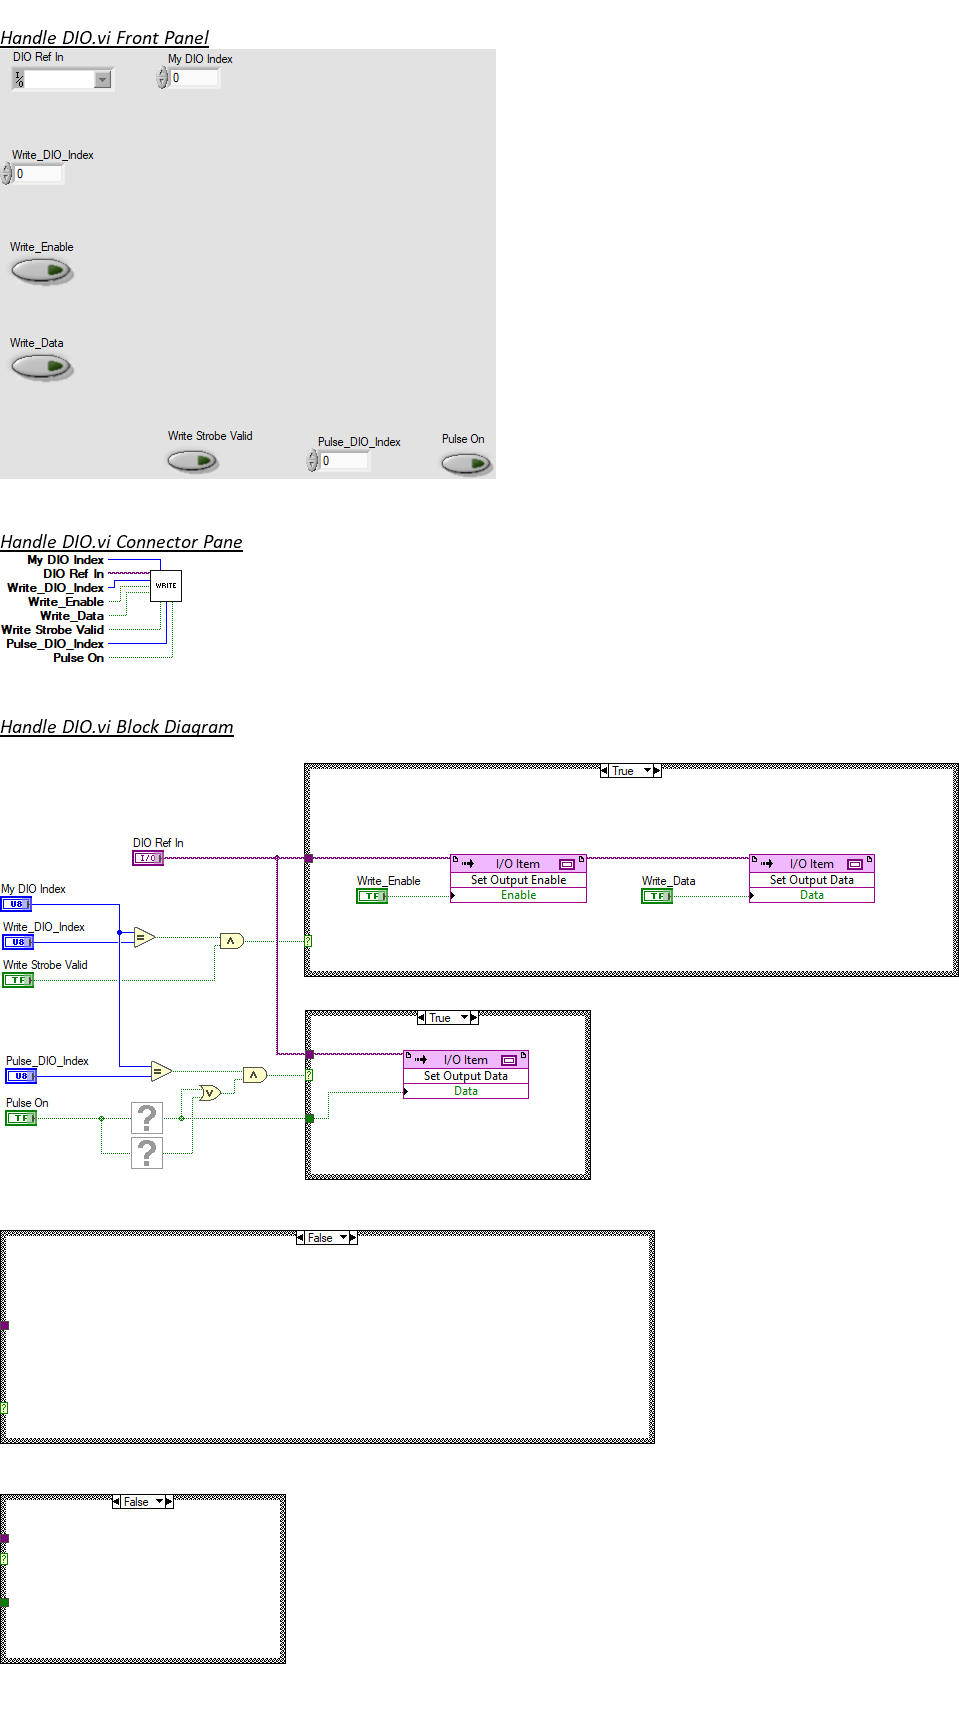 Handle DIO.vi Front Panel
DIO Ref In
My DIO Index
I/O
0
Write_DIO_Index
0
Write_Enable
Write_Data
Write Strobe Valid
Pulse_DIO_Index
Pulse On
0
Handle DIO.vi Connector Pane
My DIO Index
DIO Ref In
Write_DIO_Index
Write_Enable
Write_Data
Write Strobe Valid
Pulse_DIO_Index
Pulse On
WRITE
Handle DIO.vi Block Diagram
True
DIO Ref In
I/O
I/O Item
Set Output Enable
Enable
Write_Enable
TF
I/O Item
Set Output Data
Data
Write_Data
TF
My DIO Index
U8
Write_DIO_Index
U8
=
∧
?
Write Strobe Valid
TF
True
I/O Item
Set Output Data
Data
Pulse_DIO_Index
U8
=
∧
?
∨
Pulse On
TF
?
?
False
?
False
?